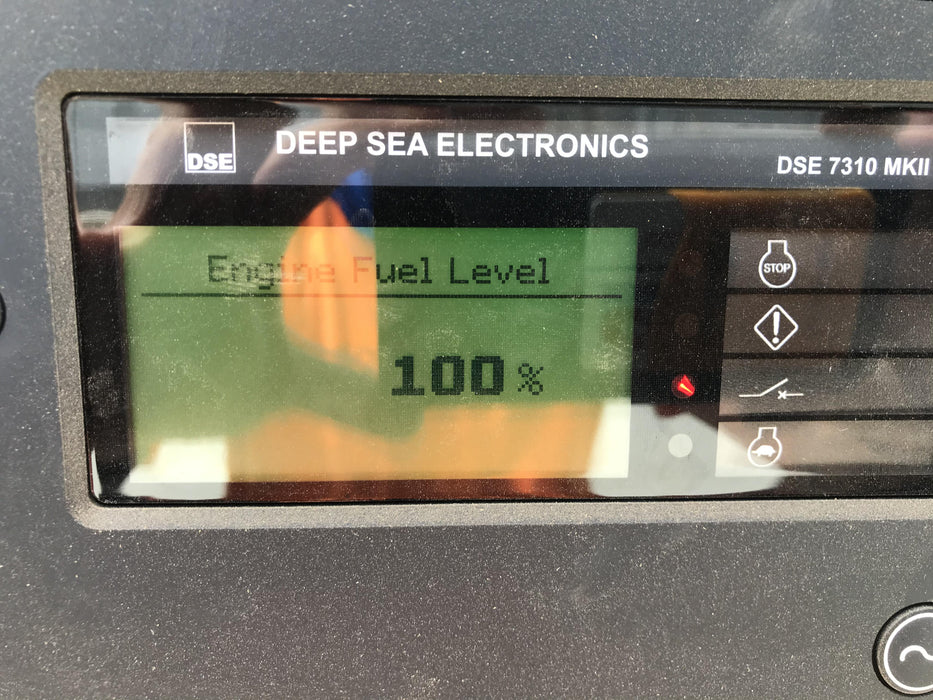 DSE
DEEP SEA ELECTRONICS
DSE 7310 MKII
Engine Fuel Level
100 %
STOP